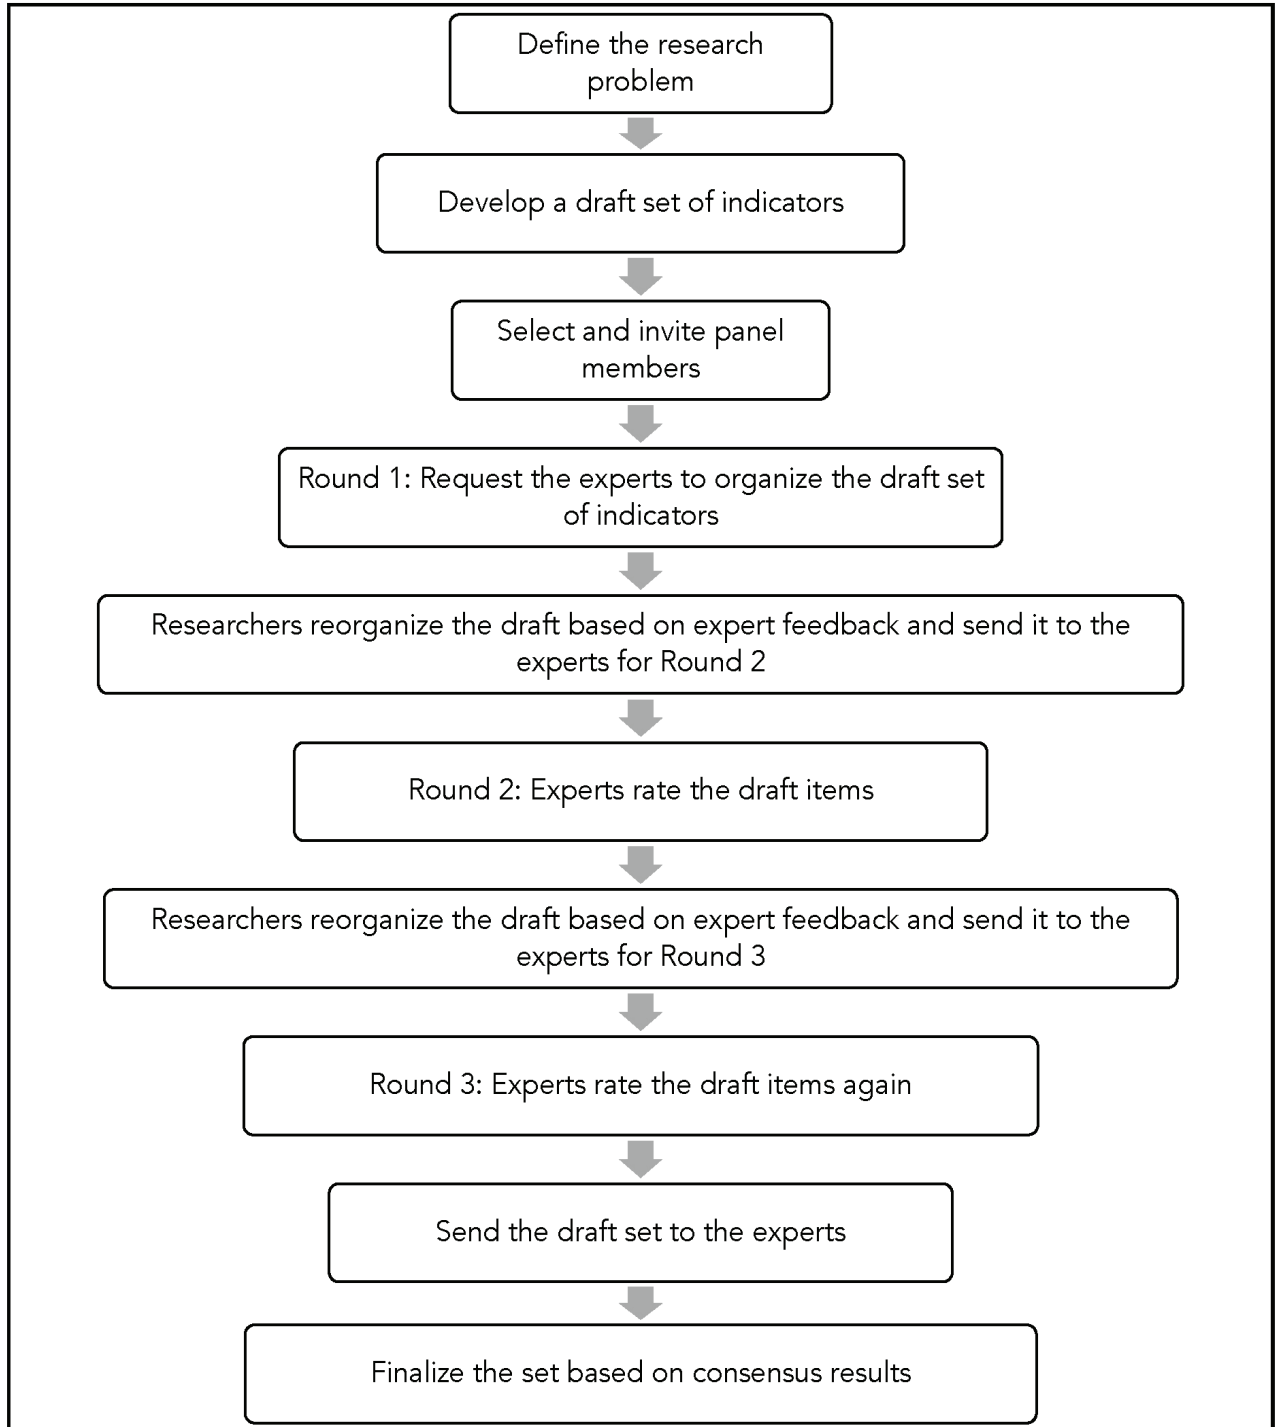 Define the research
problem
Develop a draft set of indicators
Select and invite panel
members
Round 1: Request the experts to organize the draft set
of indicators
Researchers reorganize the draft based on expert feedback and send it to the
experts for Round 2
Round 2: Experts rate the draft items
Researchers reorganize the draft based on expert feedback and send it to the
experts for Round 3
Round 3: Experts rate the draft items again
Send the draft set to the experts
Finalize the set based on consensus results